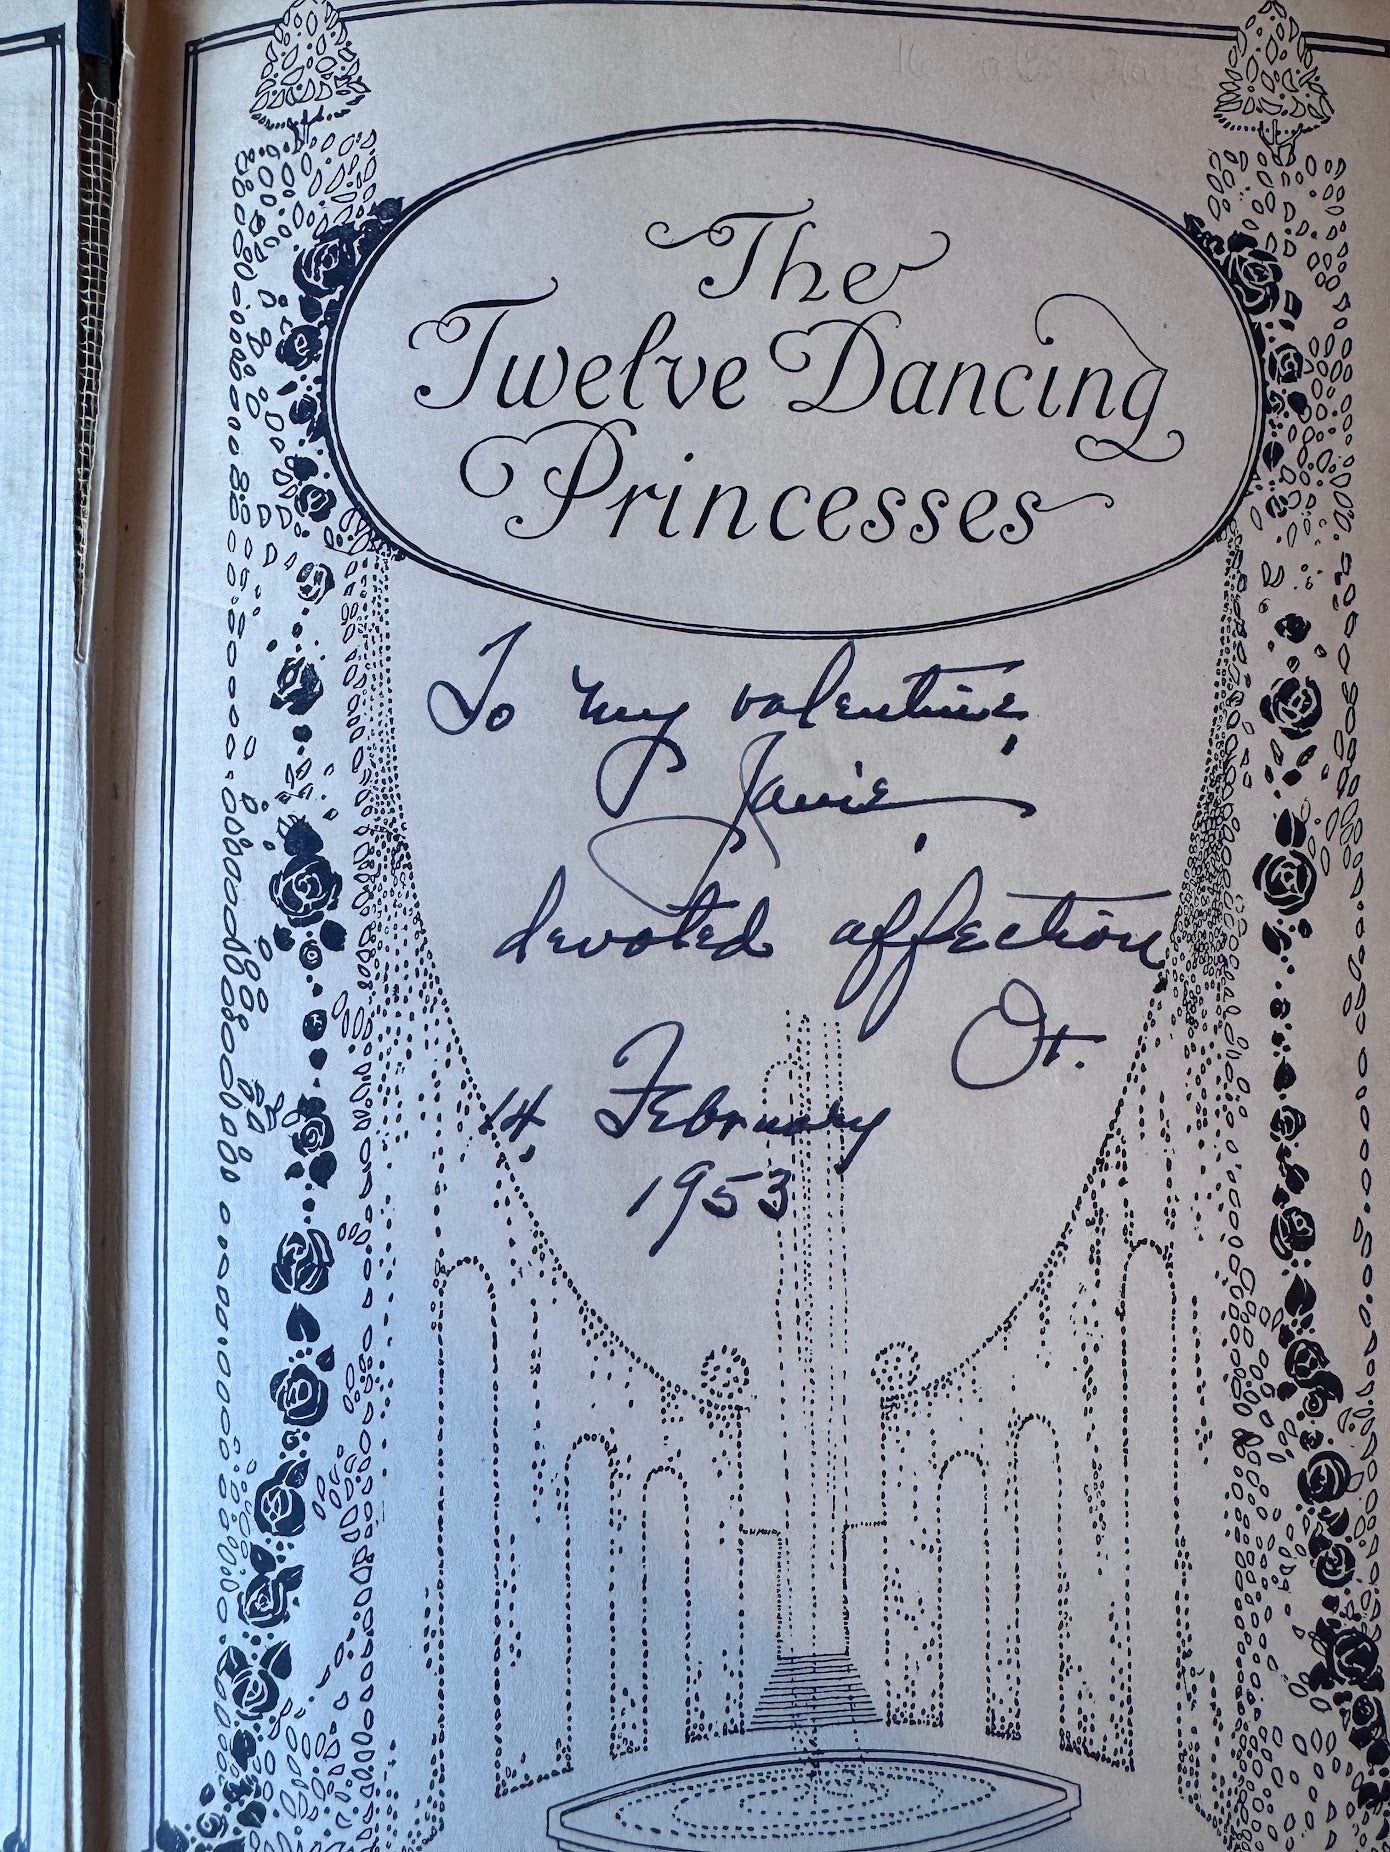 The
Twelve Dancing
Princesses
To my valentine,
Janie,
devoted affection
Ot.
14 February
1953